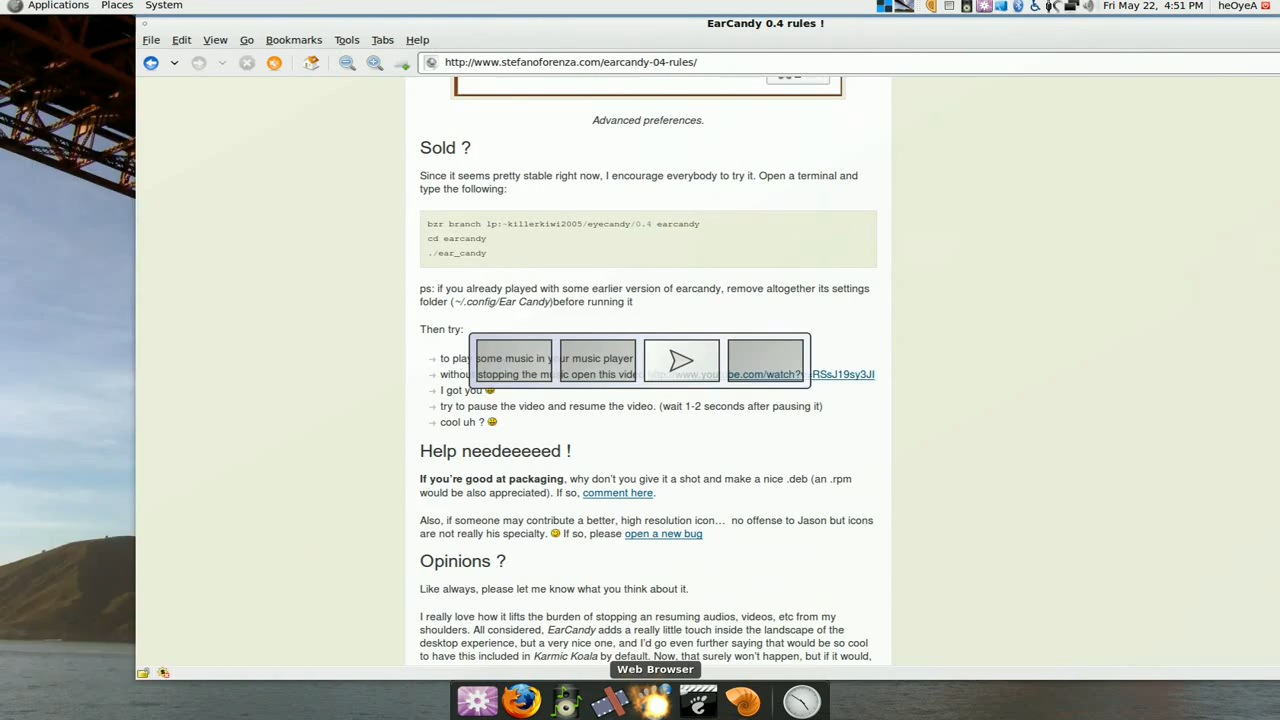 Applications Places System
Fri May 22, 4:51 PM heOyeA
EarCandy 0.4 rules !
File Edit View Go Bookmarks Tools Tabs Help
http://www.stefanoforenza.com/earcandy-04-rules/
Advanced preferences.
Sold ?
Since it seems pretty stable right now, I encourage everybody to try it. Open a terminal and
type the following:
bzr branch lp:~killerkiwi2005/eyecandy/0.4 earcandy
cd earcandy
./ear_candy
ps: if you already played with some earlier version of earcandy, remove altogether its settings
folder (~/.config/Ear Candy)before running it
Then try:
→ to play some music in your music player
→ without stopping the music open this video http://www.youtube.com/watch?v=RSsJ19sy3JI
→ I got you
→ try to pause the video and resume the video. (wait 1-2 seconds after pausing it)
→ cool uh ?
Help needeeeeed !
If you're good at packaging, why don't you give it a shot and make a nice .deb (an .rpm
would be also appreciated). If so, comment here.
Also, if someone may contribute a better, high resolution icon… no offense to Jason but icons
are not really his specialty. If so, please open a new bug
Opinions ?
Like always, please let me know what you think about it.
I really love how it lifts the burden of stopping an resuming audios, videos, etc from my
shoulders. All considered, EarCandy adds a really little touch inside the landscape of the
desktop experience, but a very nice one, and I'd go even further saying that would be so cool
to have this included in Karmic Koala by default. Now, that surely won't happen, but if it would,
Web Browser